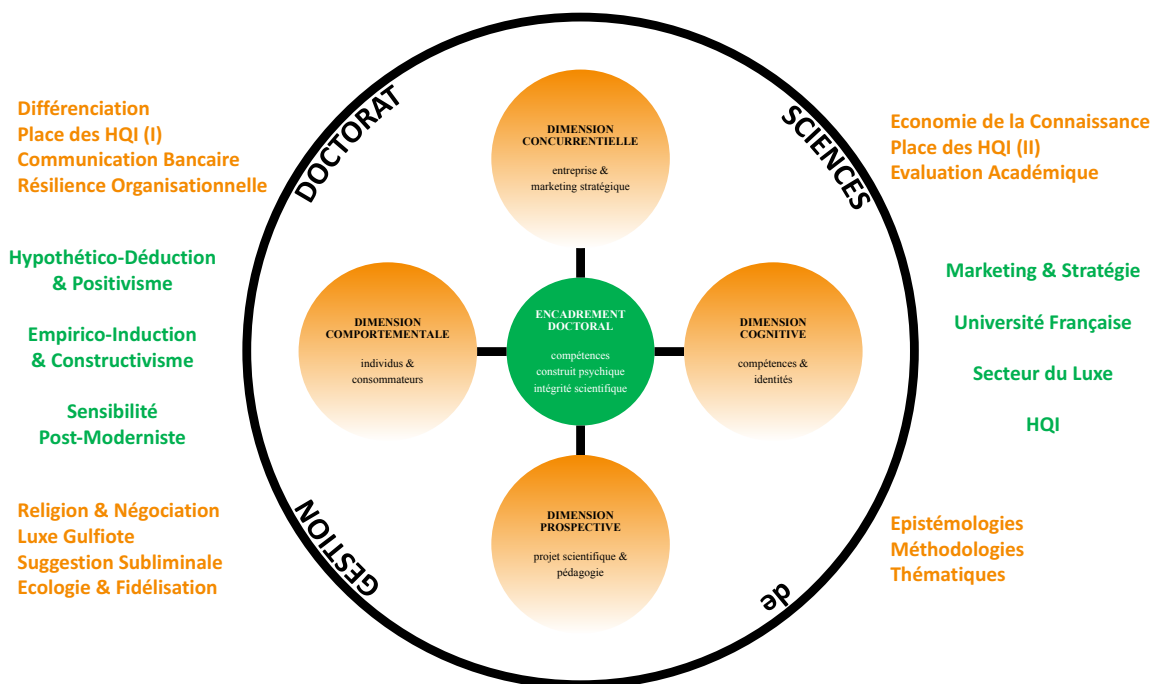 DOCTORAT
SCIENCES
de
GESTION
Différenciation
Place des HQI (I)
Communication Bancaire
Résilience Organisationnelle
DIMENSION
CONCURRENTIELLE
entreprise &
marketing stratégique
Economie de la Connaissance
Place des HQI (II)
Evaluation Académique
Hypothético-Déduction
& Positivisme
Empirico-Induction
& Constructivisme
Sensibilité
Post-Moderniste
DIMENSION
COMPORTEMENTALE
individus &
consommateurs
ENCADREMENT
DOCTORAL
compétences
construit psychique
intégrité scientifique
DIMENSION
COGNITIVE
compétences &
identités
Marketing & Stratégie
Université Française
Secteur du Luxe
HQI
Religion & Négociation
Luxe Gulfiote
Suggestion Subliminale
Ecologie & Fidélisation
DIMENSION
PROSPECTIVE
projet scientifique &
pédagogie
Epistémologies
Méthodologies
Thématiques